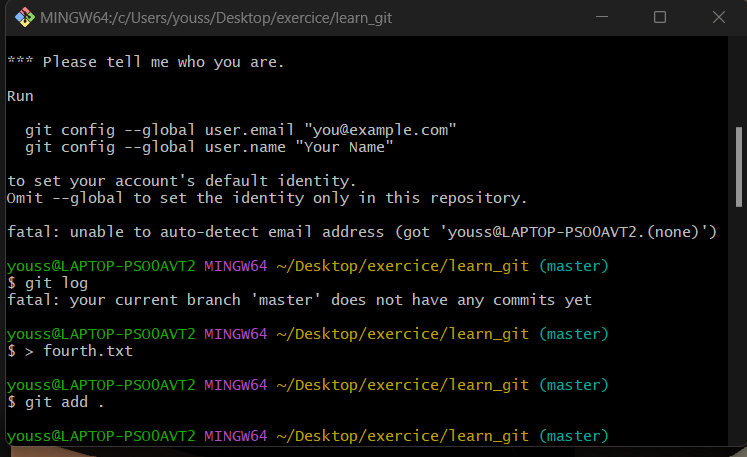 MINGW64:/c/Users/youss/Desktop/exercice/learn_git
*** Please tell me who you are.
Run
git config --global user.email "you@example.com"
git config --global user.name "Your Name"
to set your account's default identity.
Omit --global to set the identity only in this repository.
fatal: unable to auto-detect email address (got 'youss@LAPTOP-PSO0AVT2.(none)')
youss@LAPTOP-PSO0AVT2 MINGW64 ~/Desktop/exercice/learn_git (master)
$ git log
fatal: your current branch 'master' does not have any commits yet
youss@LAPTOP-PSO0AVT2 MINGW64 ~/Desktop/exercice/learn_git (master)
$ > fourth.txt
youss@LAPTOP-PSO0AVT2 MINGW64 ~/Desktop/exercice/learn_git (master)
$ git add .
youss@LAPTOP-PSO0AVT2 MINGW64 ~/Desktop/exercice/learn_git (master)